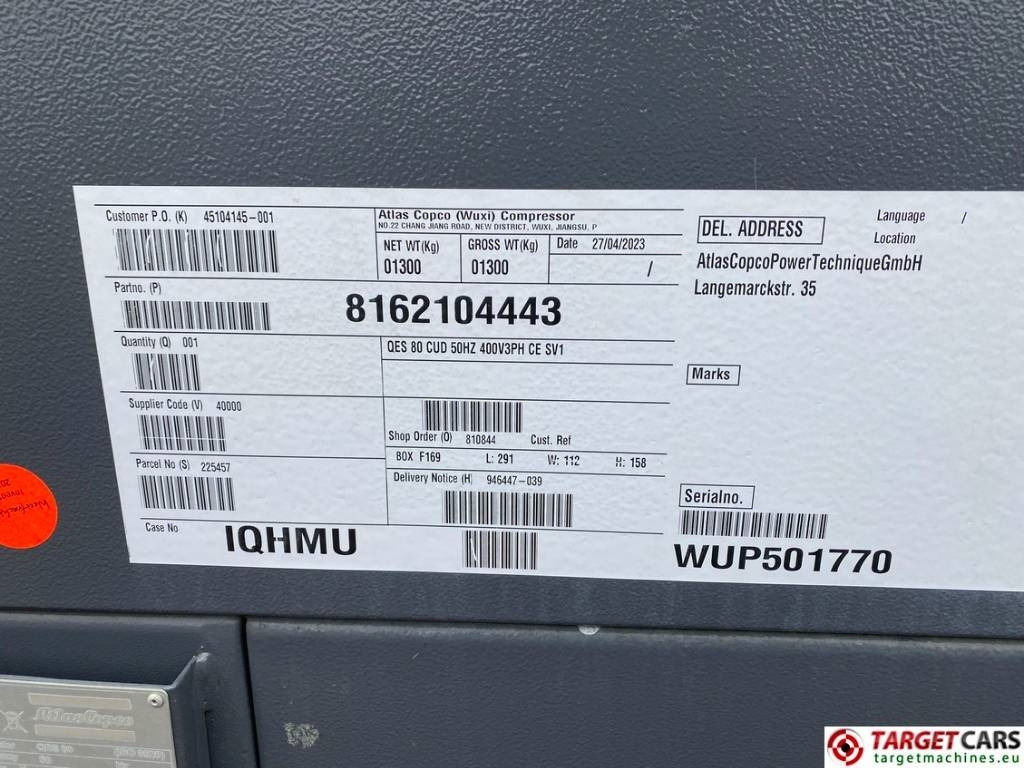 Customer P.O. (K) 45104145-001
Atlas Copco (Wuxi) Compressor
NO.22 CHANG JIANG ROAD, NEW DISTRICT, WUXI, JIANGSU, P
NET WT(Kg) GROSS WT(Kg) Date 27/04/2023
01300 01300 /
DEL. ADDRESS
Language /
Location
AtlasCopcoPowerTechniqueGmbH
Langemarckstr. 35
Partno. (P)
8162104443
Quantity (Q) 001
QES 80 CUD 50HZ 400V3PH CE SV1
Marks
Supplier Code (V) 40000
Shop Order (O) 810844 Cust. Ref
BOX F169 L: 291 W: 112 H: 158
Parcel No (S) 225457
Delivery Notice (H) 946447-039
Serialno.
Case No
IQHMU
WUP501770
Atlas Copco
TARGETCARS
targetmachines.eu